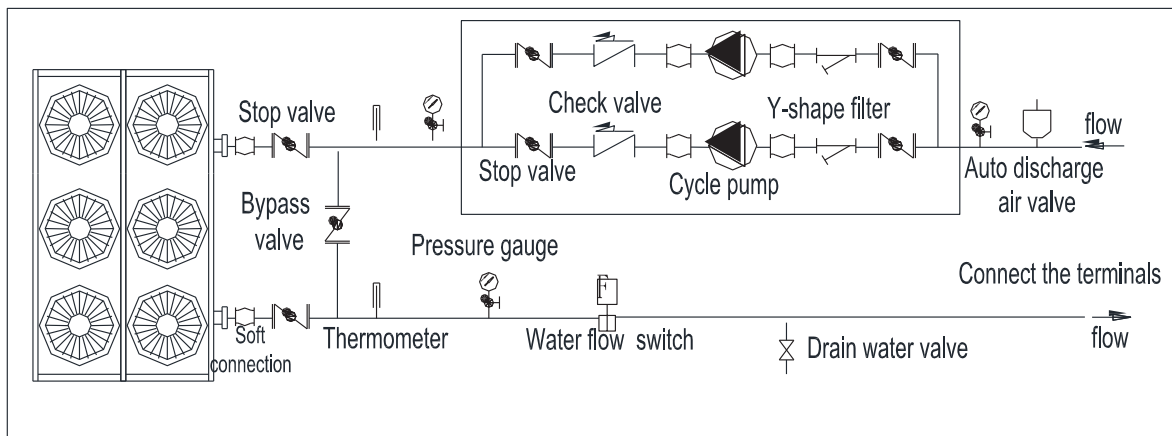 Stop valve
Check valve
Y-shape filter
flow
Stop valve
Cycle pump
Auto discharge
air valve
Bypass
valve
Pressure gauge
Connect the terminals
Soft
connection
Thermometer
Water flow switch
Drain water valve
flow